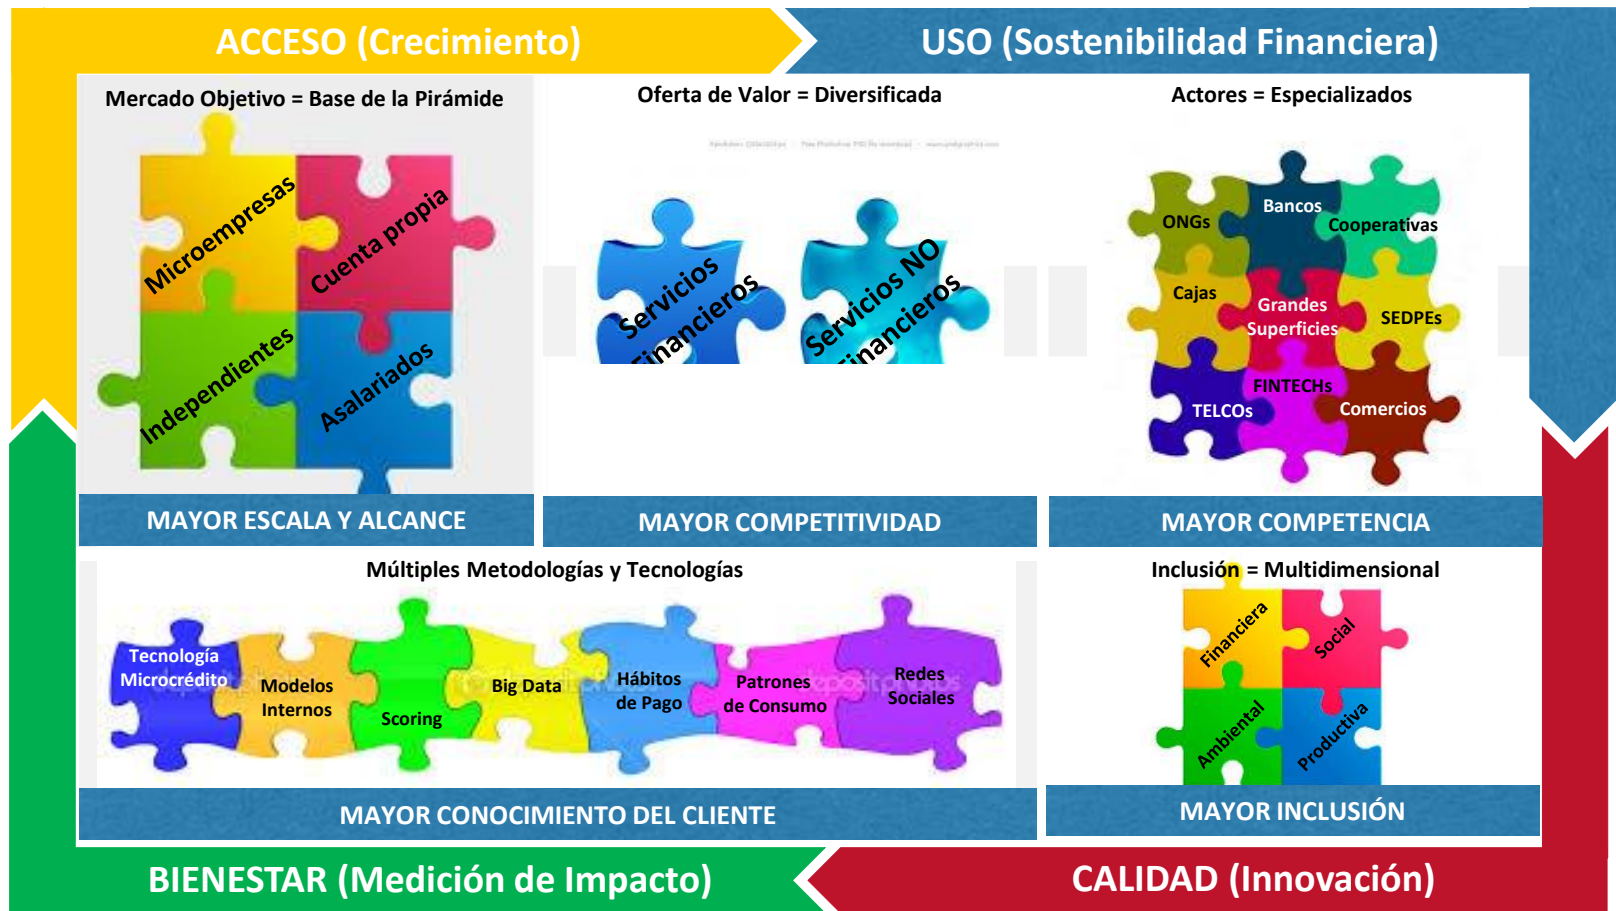 ACCESO (Crecimiento)
USO (Sostenibilidad Financiera)
Mercado Objetivo = Base de la Pirámide
Microempresas
Cuenta propia
Independientes
Asalariados
MAYOR ESCALA Y ALCANCE
Oferta de Valor = Diversificada
Servicios
Financieros
Servicios NO
Financieros
MAYOR COMPETITIVIDAD
Actores = Especializados
ONGs
Bancos
Cooperativas
Cajas
Grandes
Superficies
SEDPEs
TELCOs
FINTECHs
Comercios
MAYOR COMPETENCIA
Múltiples Metodologías y Tecnologías
Tecnología
Microcrédito
Modelos
Internos
Scoring
Big Data
Hábitos
de Pago
Patrones
de Consumo
Redes
Sociales
MAYOR CONOCIMIENTO DEL CLIENTE
Inclusión = Multidimensional
Financiera
Social
Ambiental
Productiva
MAYOR INCLUSIÓN
BIENESTAR (Medición de Impacto)
CALIDAD (Innovación)